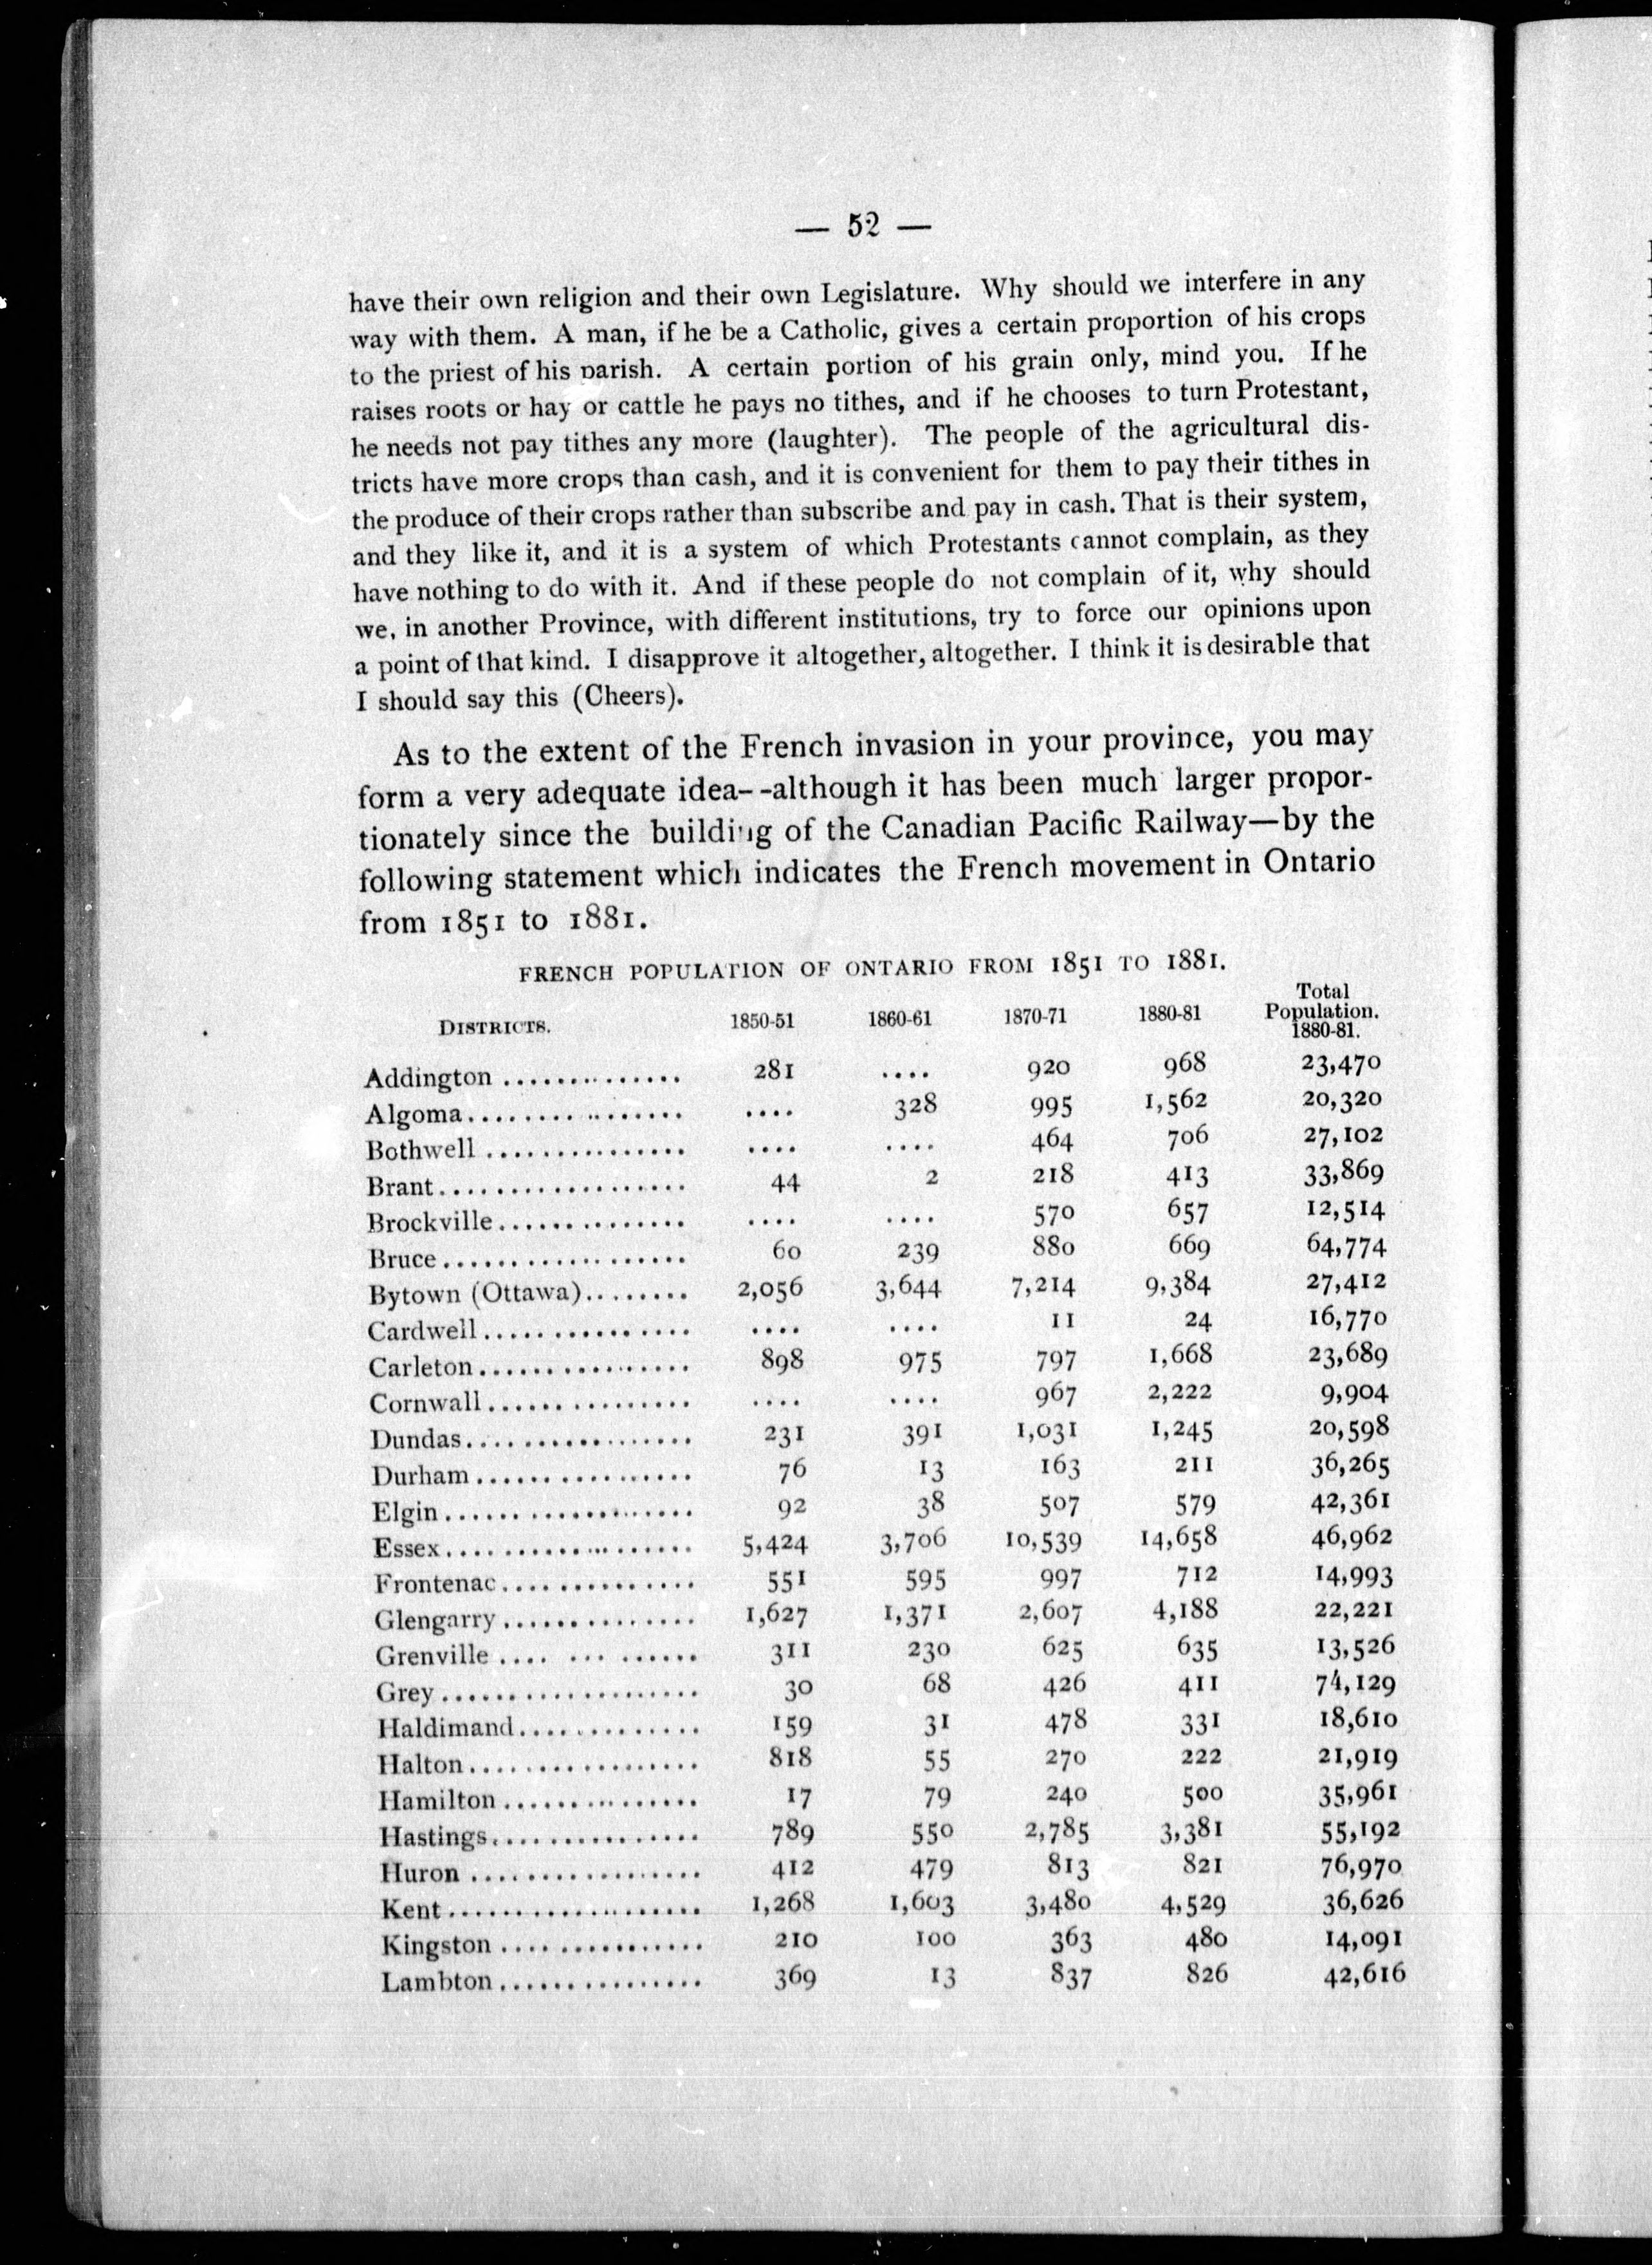 — 52 —
have their own religion and their own Legislature. Why should we interfere in any
way with them. A man, if he be a Catholic, gives a certain proportion of his crops
to the priest of his parish. A certain portion of his grain only, mind you. If he
raises roots or hay or cattle he pays no tithes, and if he chooses to turn Protestant,
he needs not pay tithes any more (laughter). The people of the agricultural dis-
tricts have more crops than cash, and it is convenient for them to pay their tithes in
the produce of their crops rather than subscribe and pay in cash. That is their system,
and they like it, and it is a system of which Protestants cannot complain, as they
have nothing to do with it. And if these people do not complain of it, why should
we, in another Province, with different institutions, try to force our opinions upon
a point of that kind. I disapprove it altogether, altogether. I think it is desirable that
I should say this (Cheers).
As to the extent of the French invasion in your province, you may
form a very adequate idea--although it has been much larger propor-
tionately since the building of the Canadian Pacific Railway—by the
following statement which indicates the French movement in Ontario
from 1851 to 1881.
FRENCH POPULATION OF ONTARIO FROM 1851 TO 1881.
DISTRICTS. 1850-51 1860-61 1870-71 1880-81 Total Population. 1880-81.
Addington .............. 281 .... 920 968 23,470
Algoma................ .... 328 995 1,562 20,320
Bothwell ............... .... .... 464 706 27,102
Brant.................. 44 2 218 413 33,869
Brockville.............. .... .... 570 657 12,514
Bruce.................. 60 239 880 669 64,774
Bytown (Ottawa)........ 2,056 3,644 7,214 9,384 27,412
Cardwell................ .... .... 11 24 16,770
Carleton................ 898 975 797 1,668 23,689
Cornwall............... .... .... 967 2,222 9,904
Dundas................. 231 391 1,031 1,245 20,598
Durham................ 76 13 163 211 36,265
Elgin................... 92 38 507 579 42,361
Essex................... 5,424 3,706 10,539 14,658 46,962
Frontenac............... 551 595 997 712 14,993
Glengarry............... 1,627 1,371 2,607 4,188 22,221
Grenville .... ... ...... 311 230 625 635 13,526
Grey................... 30 68 426 411 74,129
Haldimand.............. 159 31 478 331 18,610
Halton................. 818 55 270 222 21,919
Hamilton............... 17 79 240 500 35,961
Hastings................ 789 550 2,785 3,381 55,192
Huron ................. 412 479 813 821 76,970
Kent................... 1,268 1,603 3,480 4,529 36,626
Kingston ................ 210 100 363 480 14,091
Lambton................ 369 13 837 826 42,616